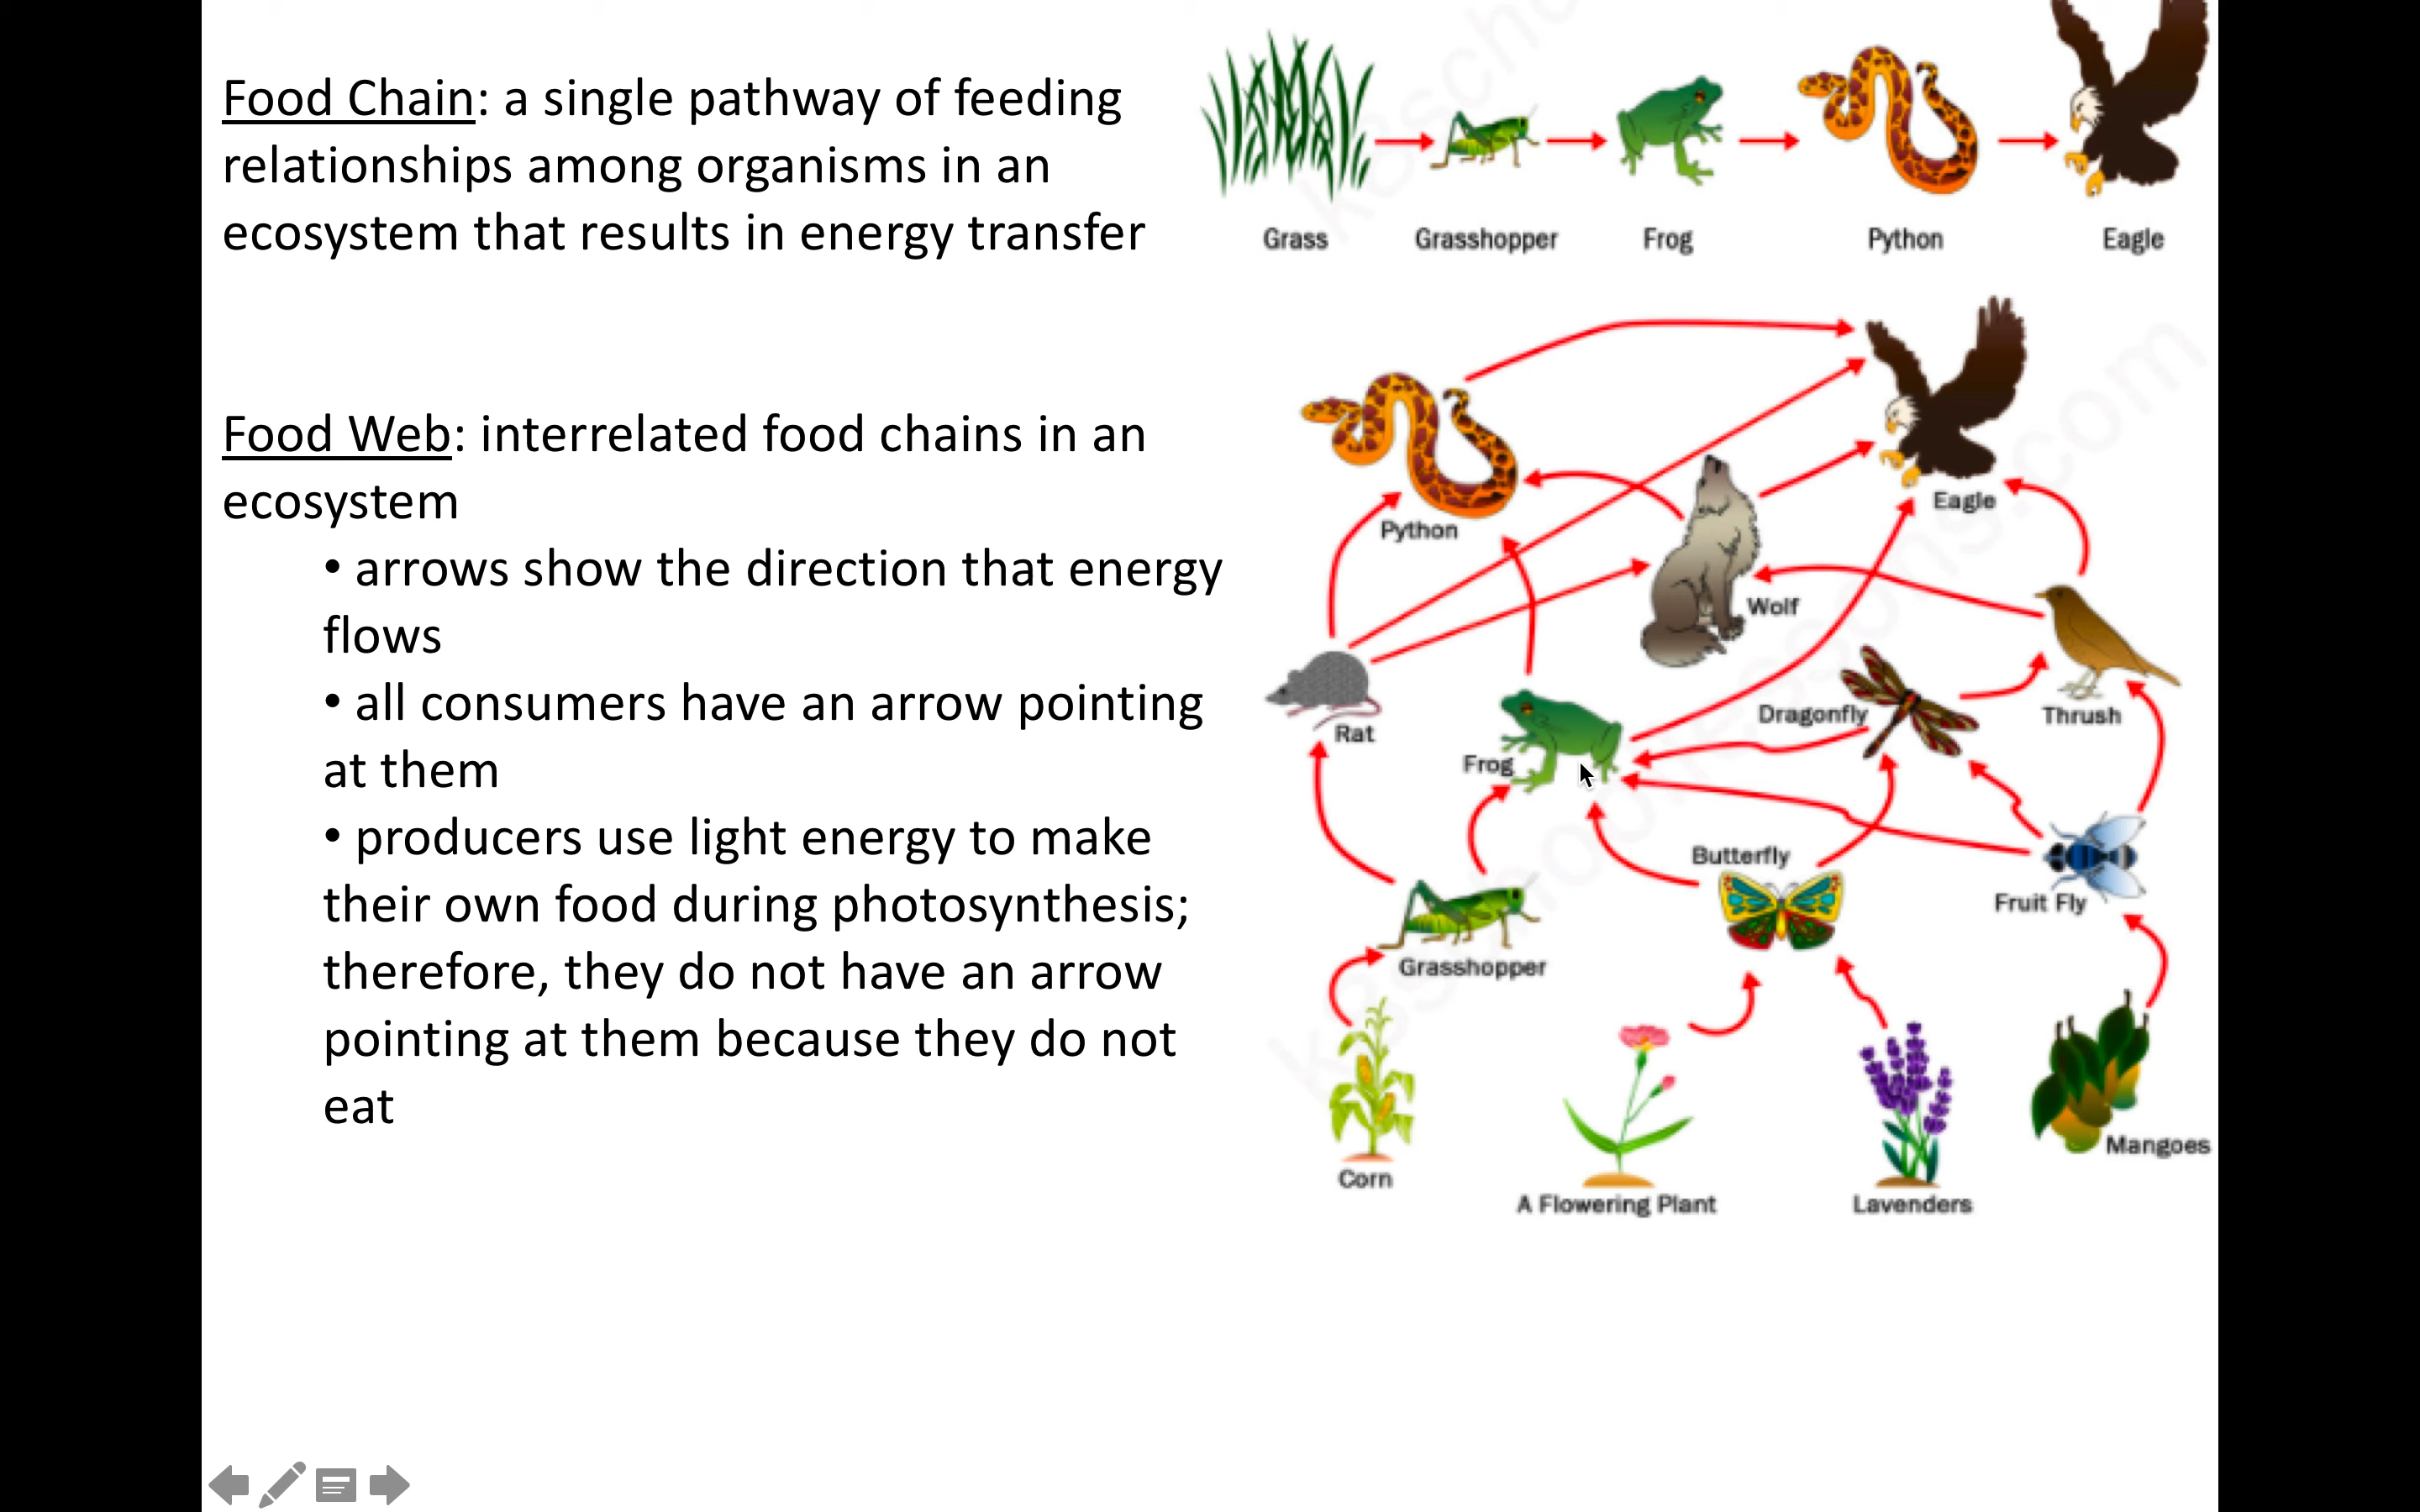 Food Chain: a single pathway of feeding
relationships among organisms in an
ecosystem that results in energy transfer
Grass
Grasshopper
Frog
Python
Eagle
Food Web: interrelated food chains in an
ecosystem
• arrows show the direction that energy
flows
• all consumers have an arrow pointing
at them
• producers use light energy to make
their own food during photosynthesis;
therefore, they do not have an arrow
pointing at them because they do not
eat
Eagle
Python
Wolf
Rat
Dragonfly
Thrush
Frog
Butterfly
Fruit Fly
Grasshopper
Mangoes
Corn
A Flowering Plant
Lavenders